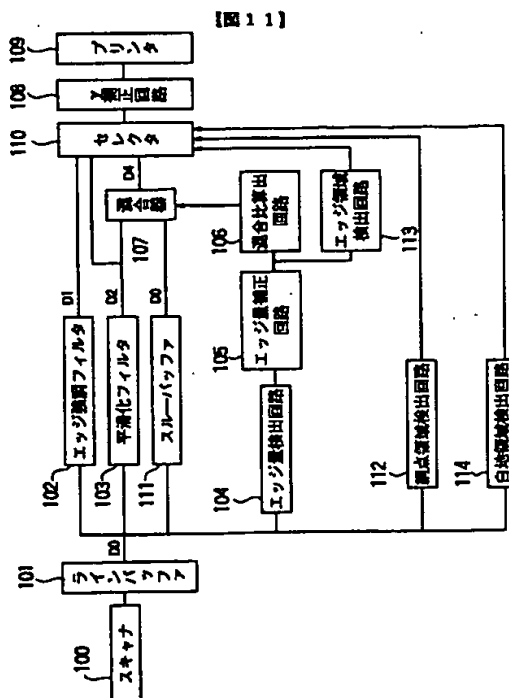 【図11】
100
スキャナ
101
ラインバッファ
D0
102
エッジ強調フィルタ
D1
103
平滑化フィルタ
D2
111
スルーバッファ
D0
107
混合器
D4
104
エッジ量検出回路
105
エッジ量補正
回路
106
混合比算出
回路
113
エッジ領域
検出回路
112
網点領域検出回路
114
白地領域検出回路
110
セレクタ
108
γ補正回路
109
プリンタ